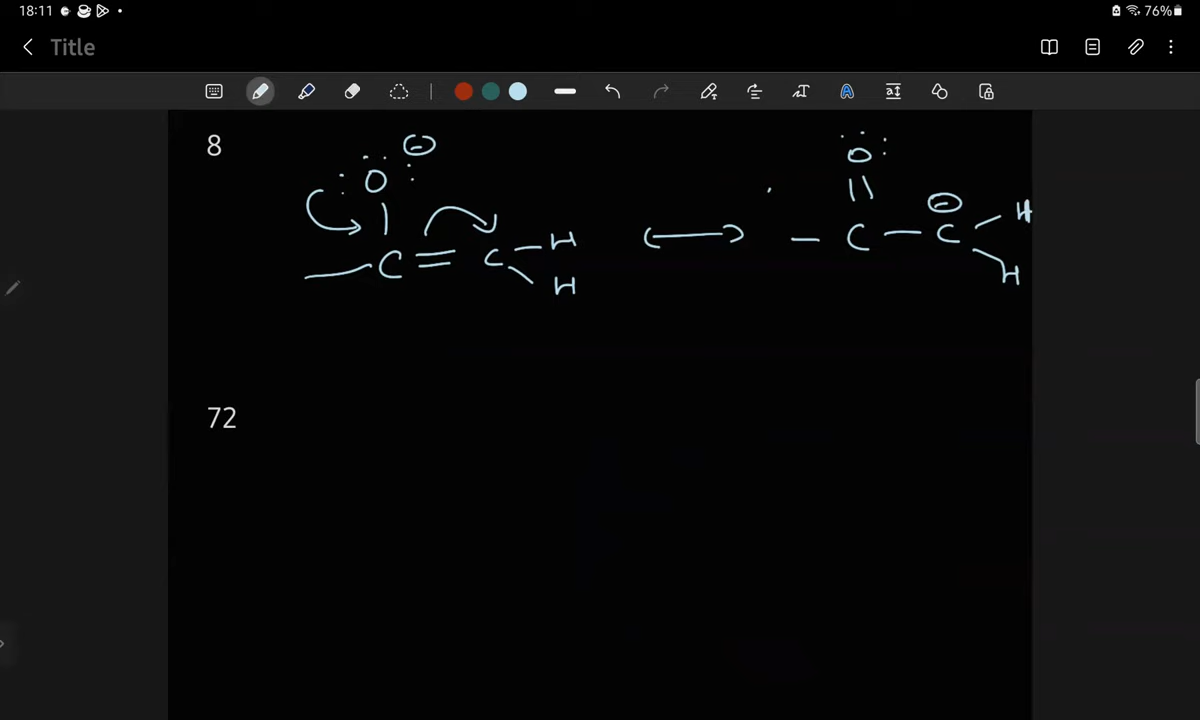 18:11 76%
Title
8 ⊖ O
O ⊖ H
C = C H ⟷ — C — C
H H
72